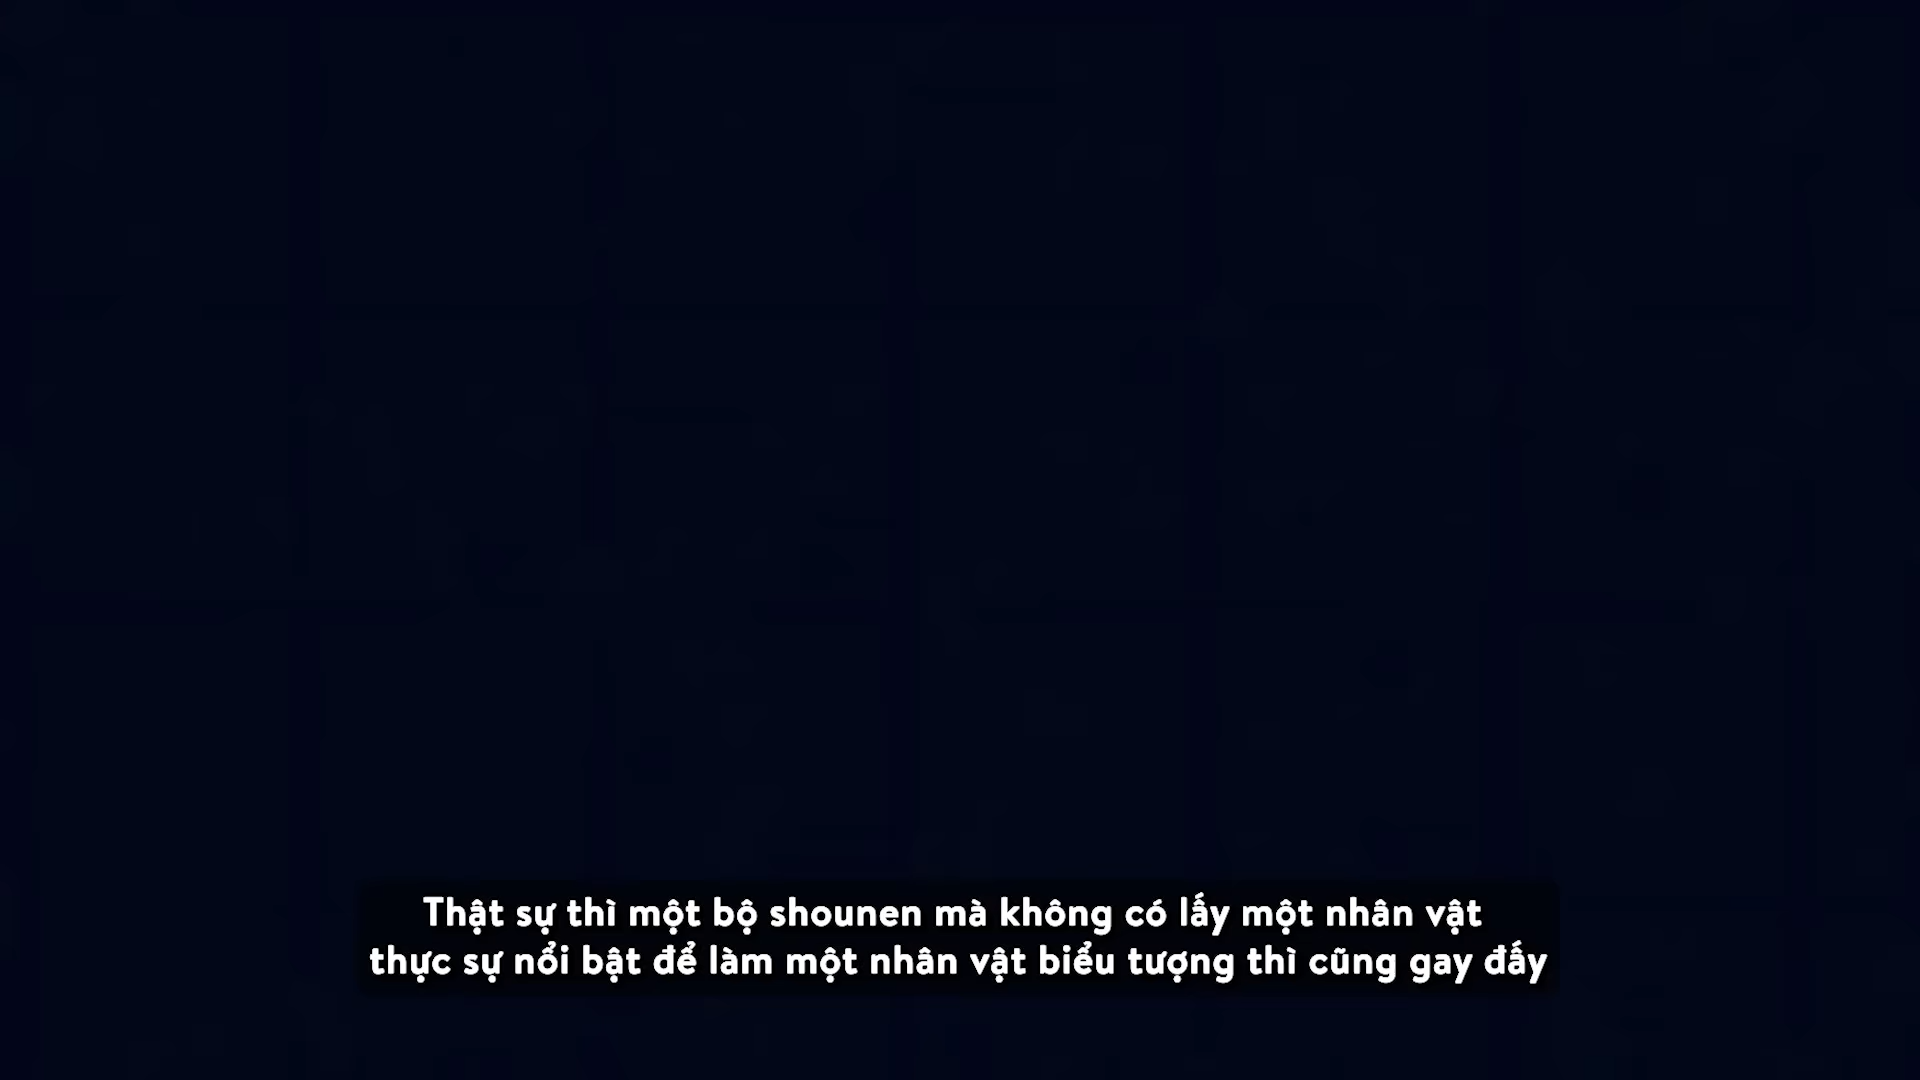 Thật sự thì một bộ shounen mà không có lấy một nhân vật
thực sự nổi bật để làm một nhân vật biểu tượng thì cũng gay đấy